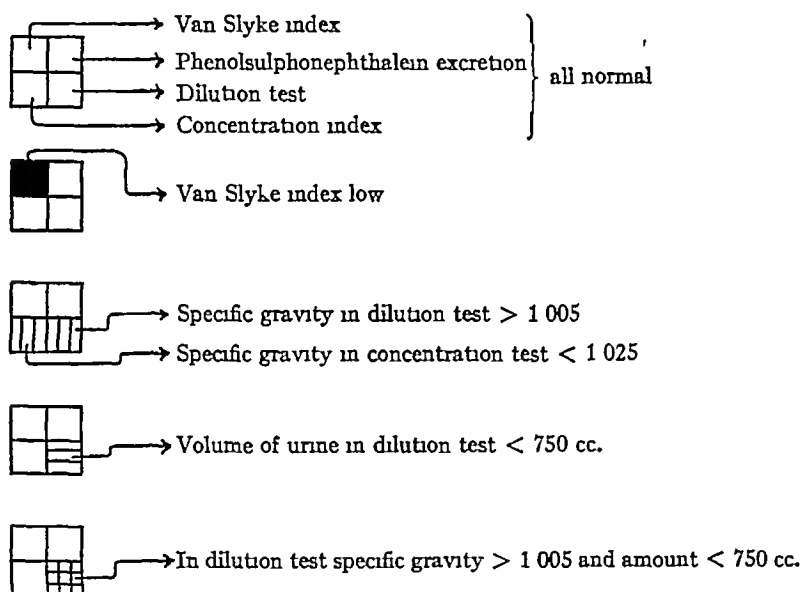 Van Slyke index
Phenolsulphonephthalein excretion
all normal
Dilution test
Concentration index
Van Slyke index low
Specific gravity in dilution test > 1 005
Specific gravity in concentration test < 1 025
Volume of urine in dilution test < 750 cc.
In dilution test specific gravity > 1 005 and amount < 750 cc.